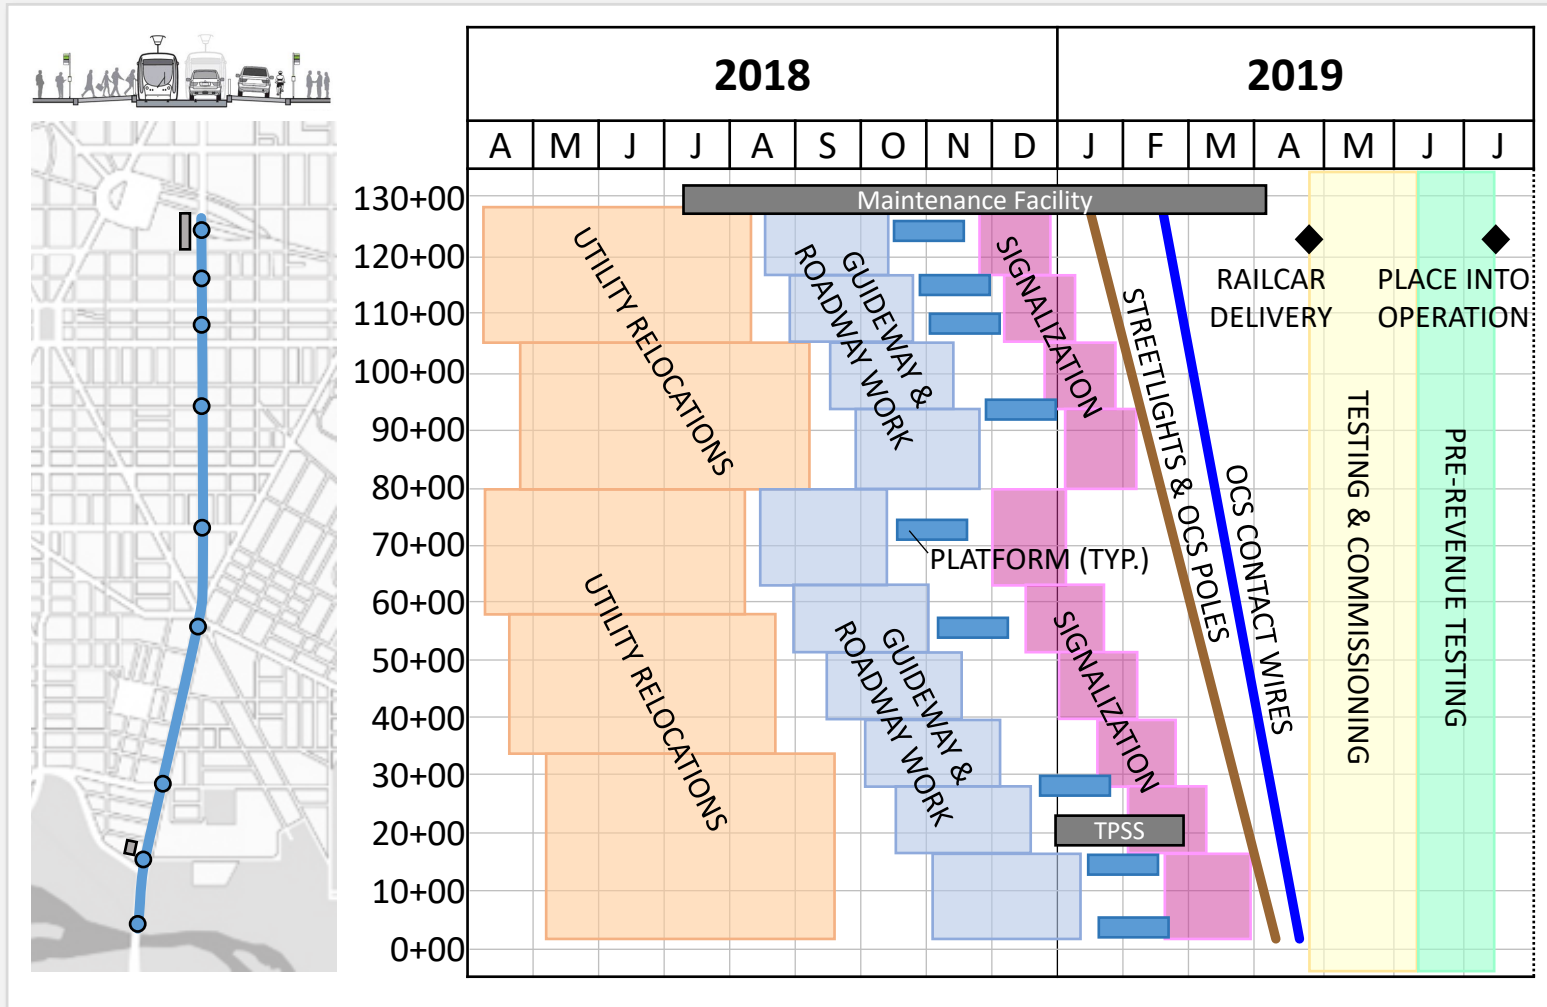 2018 2019
A M J J A S O N D J F M A M J J
130+00
120+00
110+00
100+00
90+00
80+00
70+00
60+00
50+00
40+00
30+00
20+00
10+00
0+00
Maintenance Facility
UTILITY RELOCATIONS
GUIDEWAY &
ROADWAY WORK
SIGNALIZATION
STREETLIGHTS & OCS POLES
OCS CONTACT WIRES
RAILCAR
DELIVERY
PLACE INTO
OPERATION
TESTING & COMMISSIONING
PRE-REVENUE TESTING
PLATFORM (TYP.)
UTILITY RELOCATIONS
GUIDEWAY &
ROADWAY WORK
SIGNALIZATION
TPSS